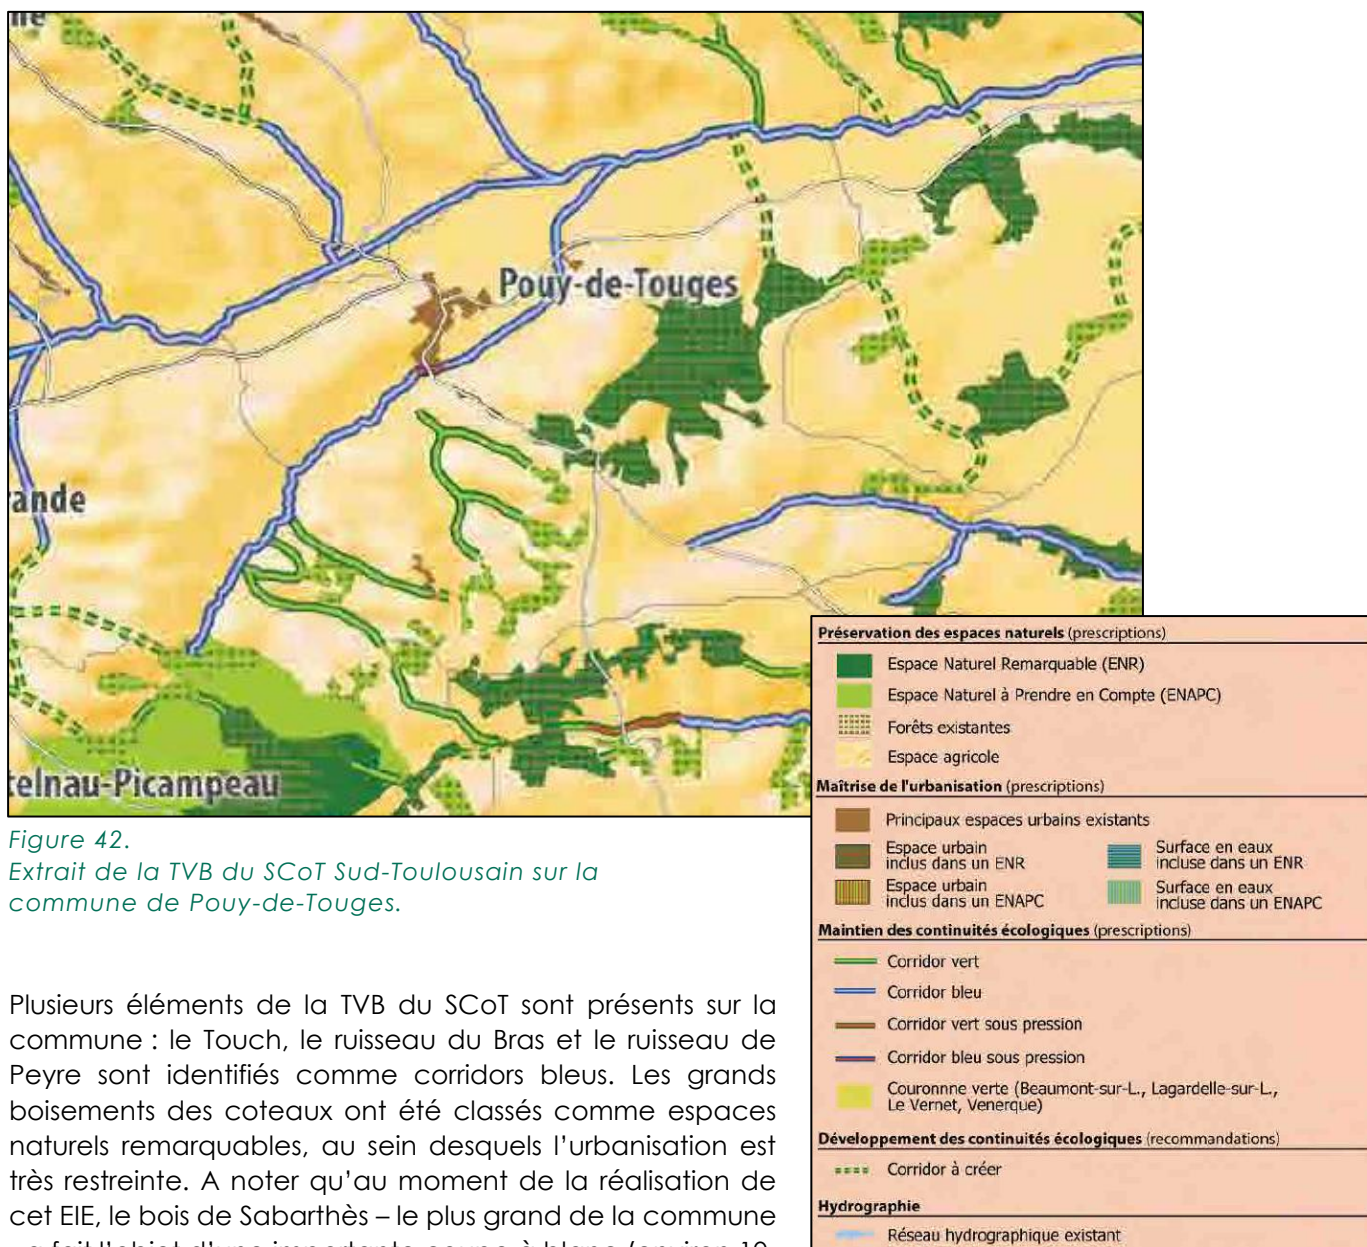 Pouy-de-Touges
ande
telnau-Picampeau
Préservation des espaces naturels (prescriptions)
Espace Naturel Remarquable (ENR)
Espace Naturel à Prendre en Compte (ENAPC)
Forêts existantes
Espace agricole
Maîtrise de l'urbanisation (prescriptions)
Principaux espaces urbains existants
Espace urbain
inclus dans un ENR
Surface en eaux
incluse dans un ENR
Espace urbain
inclus dans un ENAPC
Surface en eaux
incluse dans un ENAPC
Maintien des continuités écologiques (prescriptions)
Corridor vert
Corridor bleu
Corridor vert sous pression
Corridor bleu sous pression
Couronnne verte (Beaumont-sur-L., Lagardelle-sur-L.,
Le Vernet, Venerque)
Développement des continuités écologiques (recommandations)
Corridor à créer
Hydrographie
Réseau hydrographique existant
Figure 42.
Extrait de la TVB du SCoT Sud-Toulousain sur la
commune de Pouy-de-Touges.
Plusieurs éléments de la TVB du SCoT sont présents sur la
commune : le Touch, le ruisseau du Bras et le ruisseau de
Peyre sont identifiés comme corridors bleus. Les grands
boisements des coteaux ont été classés comme espaces
naturels remarquables, au sein desquels l'urbanisation est
très restreinte. A noter qu'au moment de la réalisation de
cet EIE, le bois de Sabarthès – le plus grand de la commune
a fait l'objet d'une importante coupe à blanc (environ 10